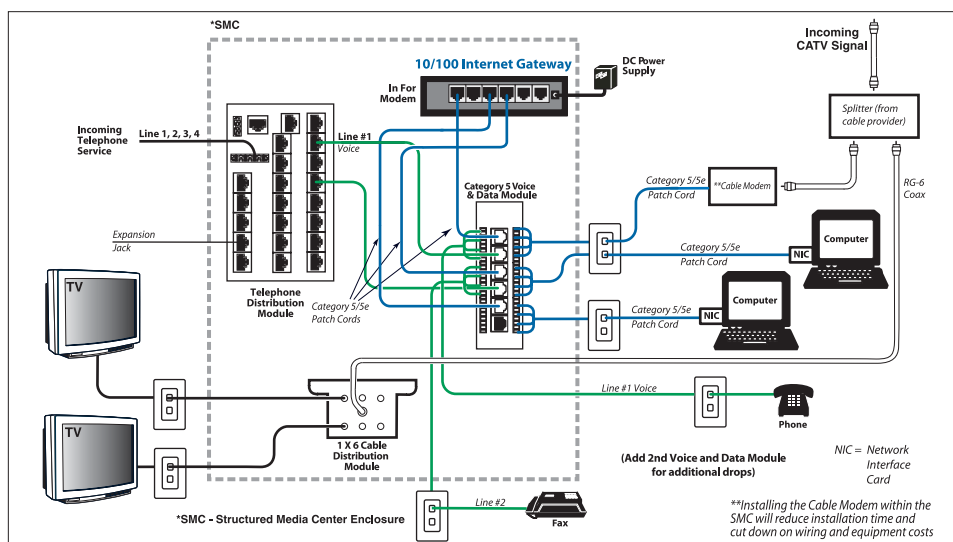 *SMC
Incoming
CATV Signal
10/100 Internet Gateway
DC Power
Supply
In For
Modem
Splitter (from
cable provider)
Incoming
Telephone
Service
Line 1, 2, 3, 4
Line #1
Voice
Category 5 Voice
& Data Module
Category 5/5e
Patch Cord
**Cable Modem
RG-6
Coax
Computer
NIC
Category 5/5e
Patch Cord
Expansion
Jack
Telephone
Distribution
Module
Category 5/5e
Patch Cords
Computer
NIC
Category 5/5e
Patch Cord
TV
Line #1 Voice
Phone
TV
1 X 6 Cable
Distribution
Module
(Add 2nd Voice and Data Module
for additional drops)
NIC = Network
Interface
Card
Line #2
Fax
*SMC - Structured Media Center Enclosure
**Installing the Cable Modem within the
SMC will reduce installation time and
cut down on wiring and equipment costs